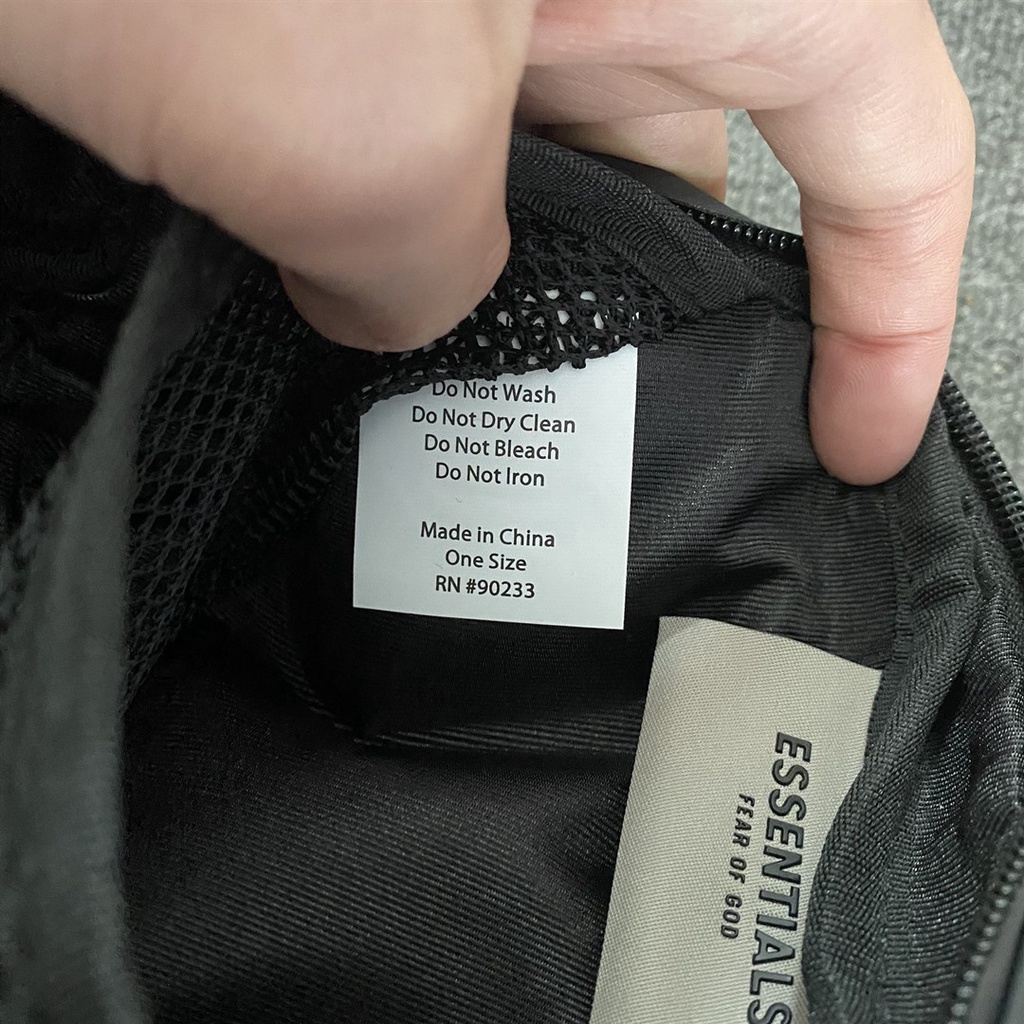 Do Not Wash
Do Not Dry Clean
Do Not Bleach
Do Not Iron
Made in China
One Size
RN #90233
ESSENTIALS
FEAR OF GOD